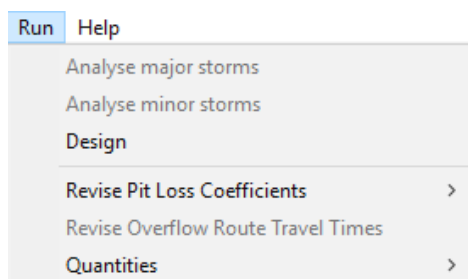 Run Help
Analyse major storms
Analyse minor storms
Design
Revise Pit Loss Coefficients
Revise Overflow Route Travel Times
Quantities